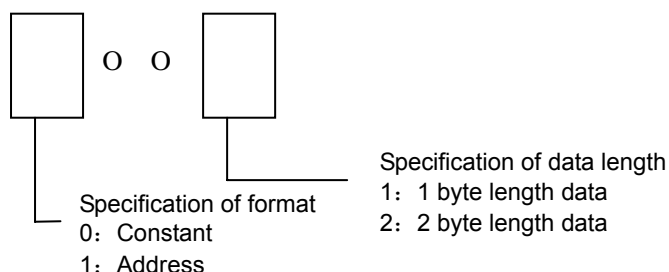 O O
Specification of data length
1：1 byte length data
2：2 byte length data
Specification of format
0：Constant
1：Address